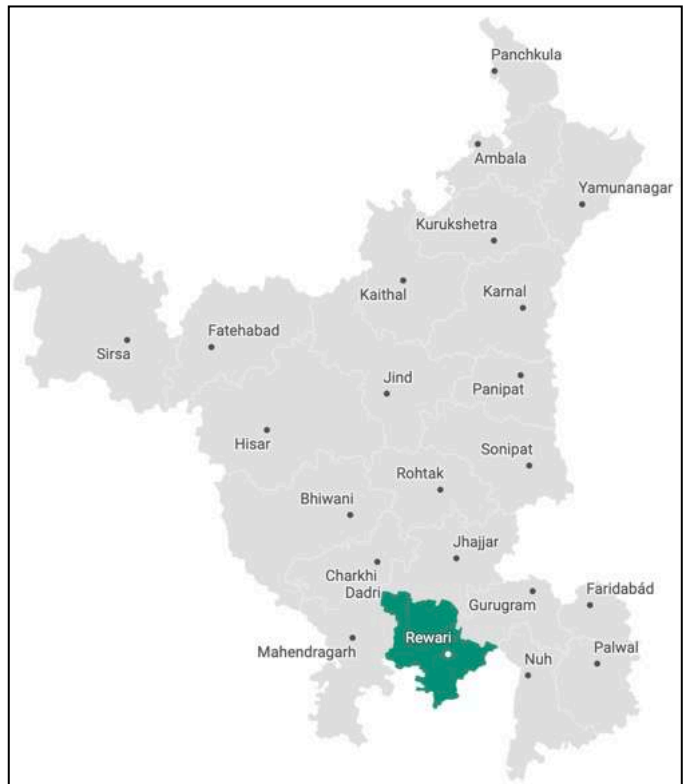 Panchkula
Ambala
Yamunanagar
Kurukshetra
Kaithal
Karnal
Fatehabad
Sirsa
Jind
Panipat
Hisar
Sonipat
Rohtak
Bhiwani
Jhajjar
Charkhi
Dadri
Gurugram
Faridabád
Rewari
Mahendragarh
Nuh
Palwal